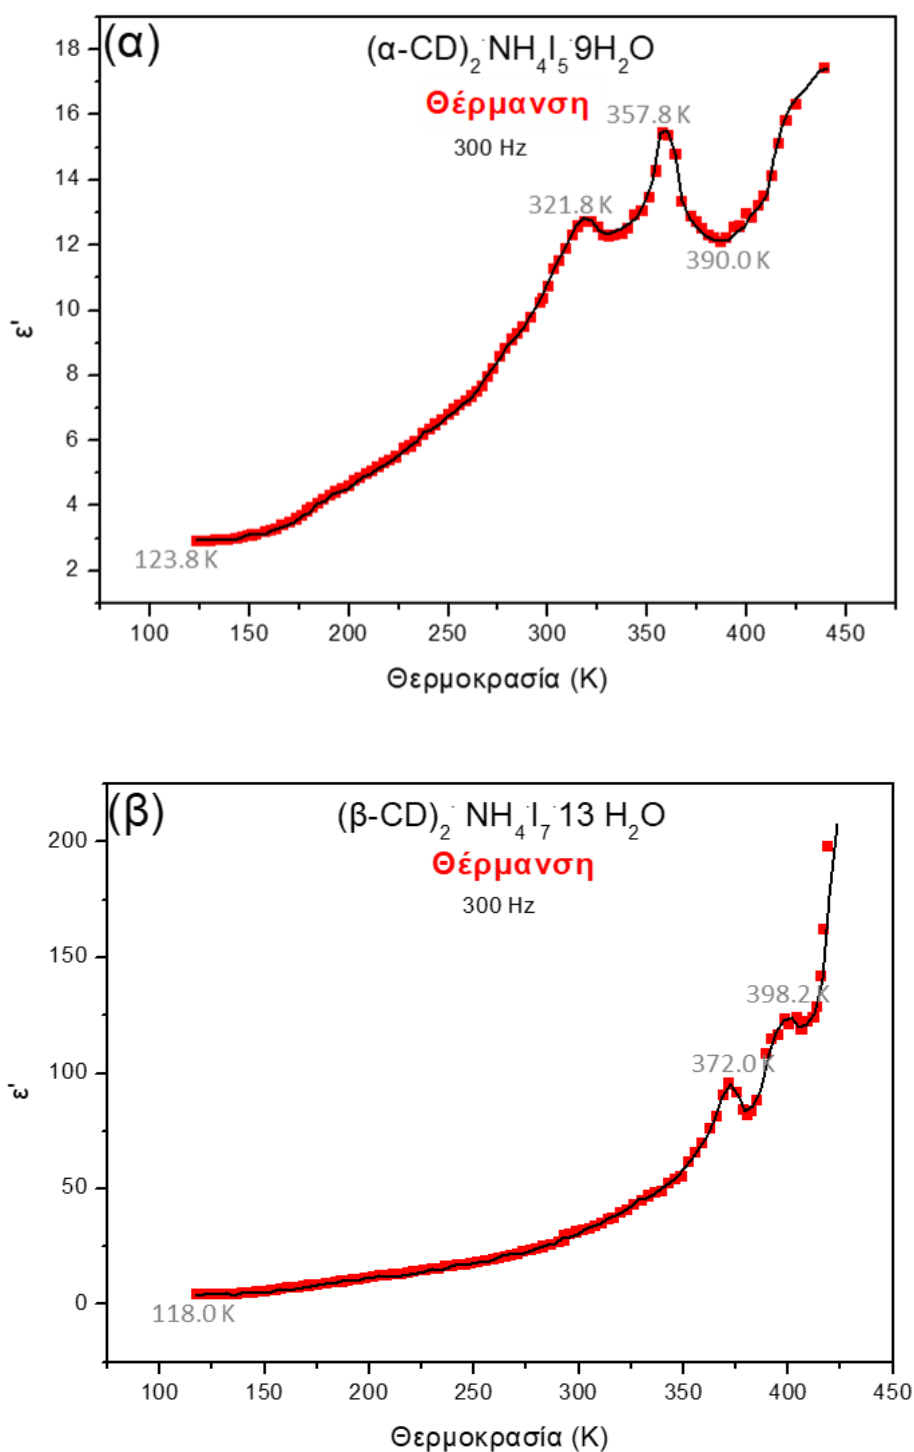 (α)
(α-CD)2·NH4I5·9H2O
Θέρμανση
300 Hz
357.8 K
321.8 K
390.0 K
123.8 K
18
16
14
12
10
8
6
4
2
ε'
100 150 200 250 300 350 400 450
Θερμοκρασία (K)
(β)
(β-CD)2· NH4·I7·13 H2O
Θέρμανση
300 Hz
398.2 K
372.0 K
118.0 K
200
150
100
50
0
ε'
100 150 200 250 300 350 400 450
Θερμοκρασία (K)